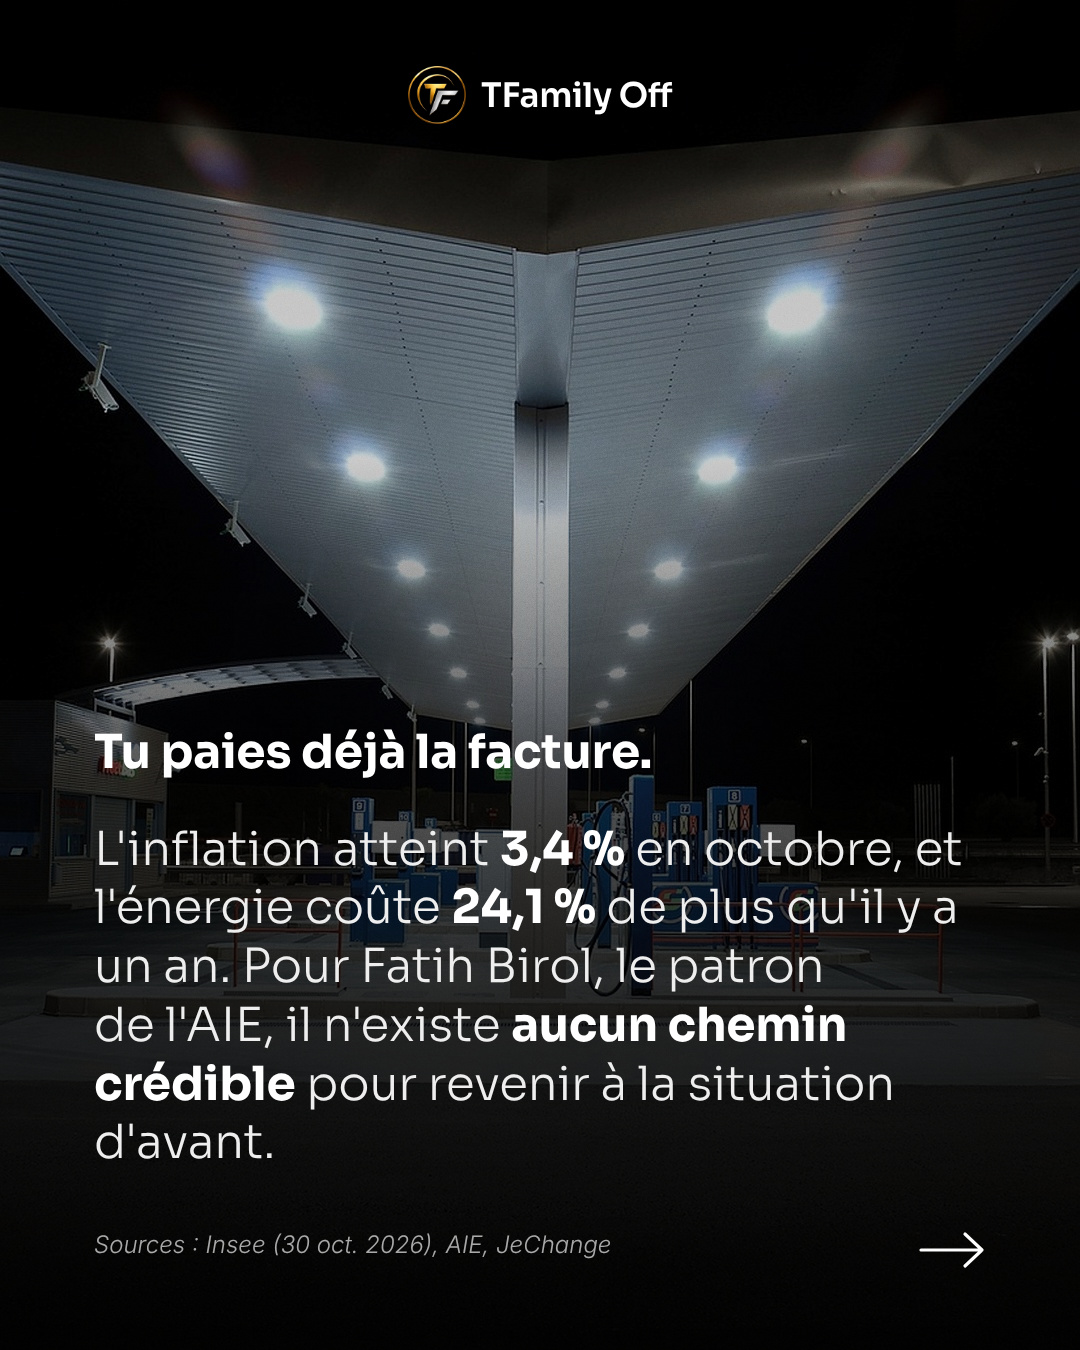 TFamily Off
Tu paies déjà la facture.
L'inflation atteint 3,4 % en octobre, et
l'énergie coûte 24,1 % de plus qu'il y a
un an. Pour Fatih Birol, le patron
de l'AIE, il n'existe aucun chemin
crédible pour revenir à la situation
d'avant.
Sources : Insee (30 oct. 2026), AIE, JeChange